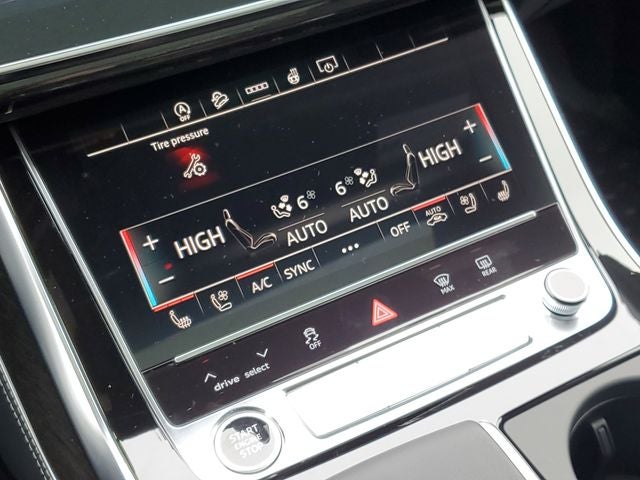 OFF
Tire pressure
HIGH
6
AUTO
6
AUTO
HIGH
A/C
SYNC
OFF
AUTO
drive select
OFF
MAX
REAR
START
ENGINE
STOP